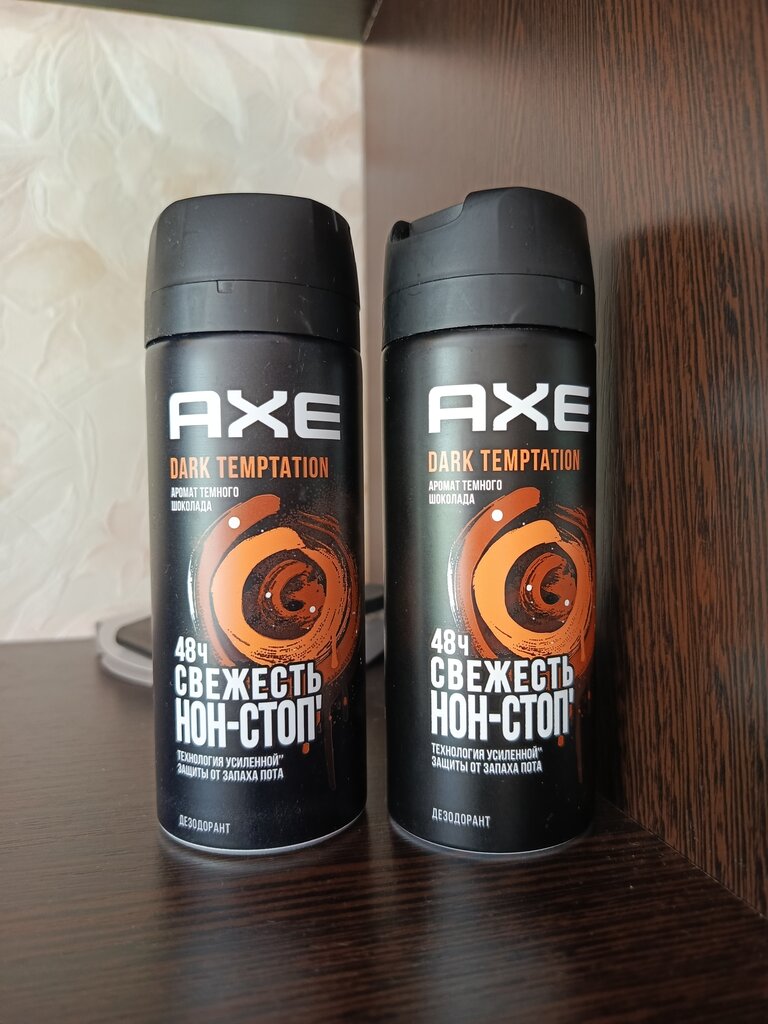 AXE
DARK TEMPTATION
АРОМАТ ТЕМНОГО
ШОКОЛАДА
48Ч
СВЕЖЕСТЬ
НОН-СТОП'
ТЕХНОЛОГИЯ УСИЛЕННОЙ"
ЗАЩИТЫ ОТ ЗАПАХА ПОТА
ДЕЗОДОРАНТ
AXE
DARK TEMPTATION
АРОМАТ ТЕМНОГО
ШОКОЛАДА
48Ч
СВЕЖЕСТЬ
НОН-СТОП'
ТЕХНОЛОГИЯ УСИЛЕННОЙ"
ЗАЩИТЫ ОТ ЗАПАХА ПОТА
ДЕЗОДОРАНТ